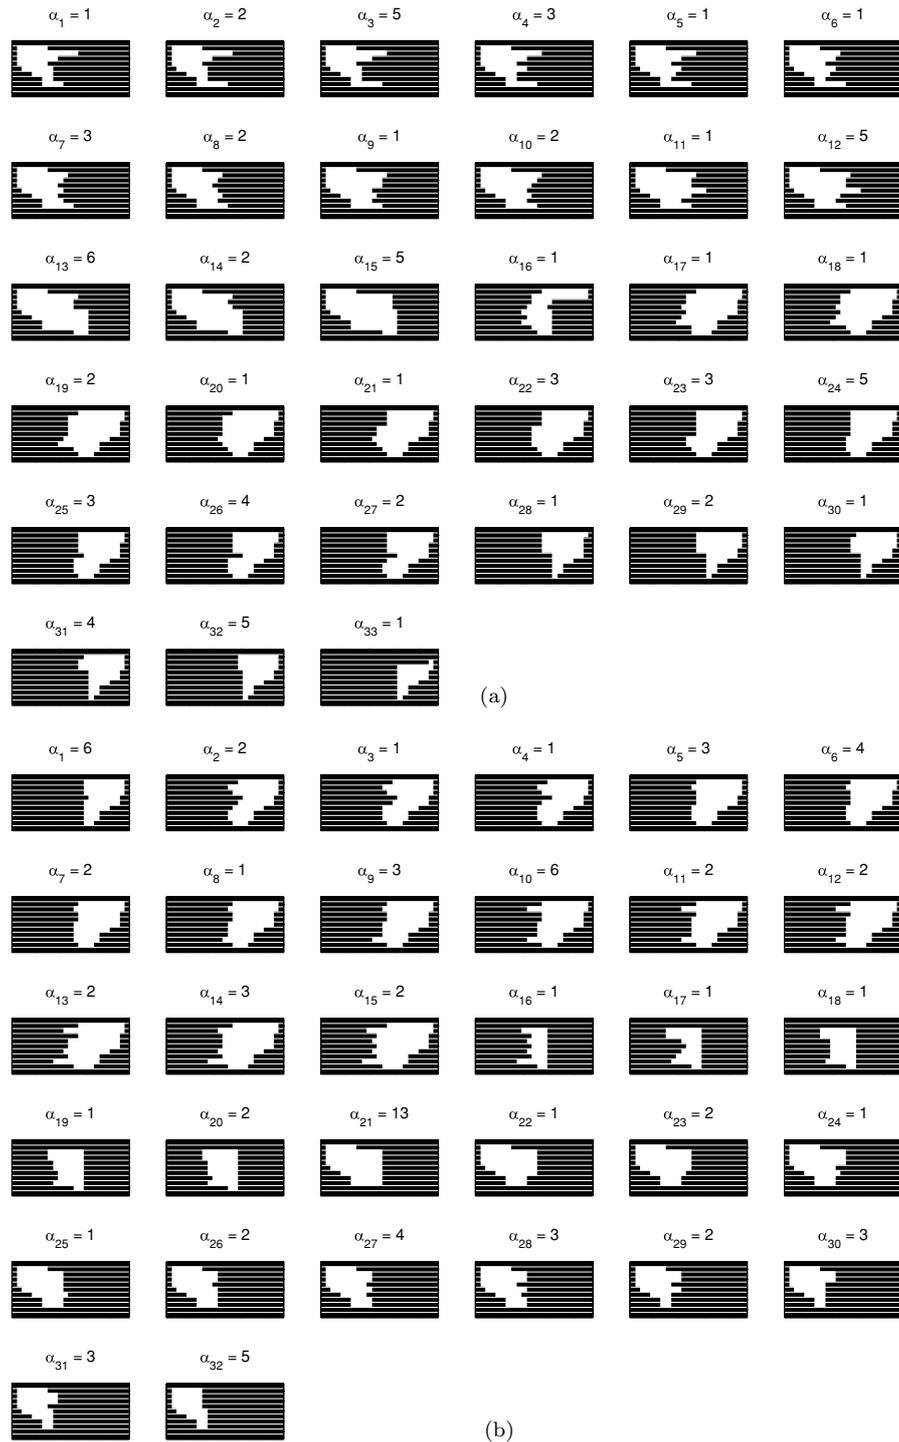 α₁ = 1 α₂ = 2 α₃ = 5 α₄ = 3 α₅ = 1 α₆ = 1
α₇ = 3 α₈ = 2 α₉ = 1 α₁₀ = 2 α₁₁ = 1 α₁₂ = 5
α₁₃ = 6 α₁₄ = 2 α₁₅ = 5 α₁₆ = 1 α₁₇ = 1 α₁₈ = 1
α₁₉ = 2 α₂₀ = 1 α₂₁ = 1 α₂₂ = 3 α₂₃ = 3 α₂₄ = 5
α₂₅ = 3 α₂₆ = 4 α₂₇ = 2 α₂₈ = 1 α₂₉ = 2 α₃₀ = 1
α₃₁ = 4 α₃₂ = 5 α₃₃ = 1
(a)
α₁ = 6 α₂ = 2 α₃ = 1 α₄ = 1 α₅ = 3 α₆ = 4
α₇ = 2 α₈ = 1 α₉ = 3 α₁₀ = 6 α₁₁ = 2 α₁₂ = 2
α₁₃ = 2 α₁₄ = 3 α₁₅ = 2 α₁₆ = 1 α₁₇ = 1 α₁₈ = 1
α₁₉ = 1 α₂₀ = 2 α₂₁ = 13 α₂₂ = 1 α₂₃ = 2 α₂₄ = 1
α₂₅ = 1 α₂₆ = 2 α₂₇ = 4 α₂₈ = 3 α₂₉ = 2 α₃₀ = 3
α₃₁ = 3 α₃₂ = 5
(b)